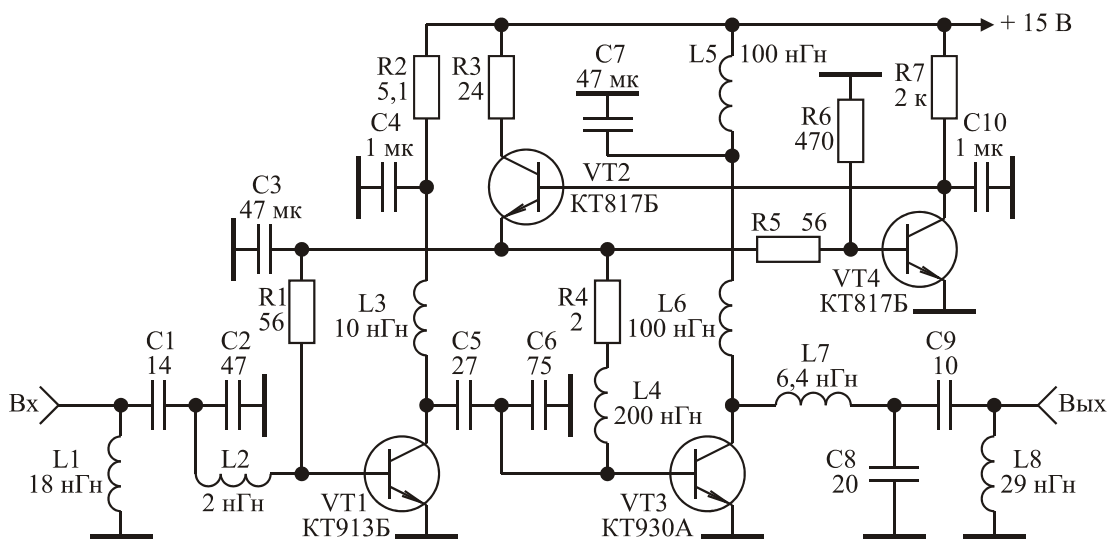 + 15 В
R2
5,1
R3
24
C7
47 мк
L5
100 нГн
R7
2 к
C4
1 мк
R6
470
C10
1 мк
VT2
КТ817Б
C3
47 мк
R5 56
VT4
КТ817Б
R1
56
L3
10 нГн
R4
2
L6
100 нГн
C1
14
C2
47
C5
27
C6
75
L7
6,4 нГн
C9
10
Вх
L4
200 нГн
Вых
L1
18 нГн
L2
2 нГн
C8
20
L8
29 нГн
VT1
КТ913Б
VT3
КТ930А